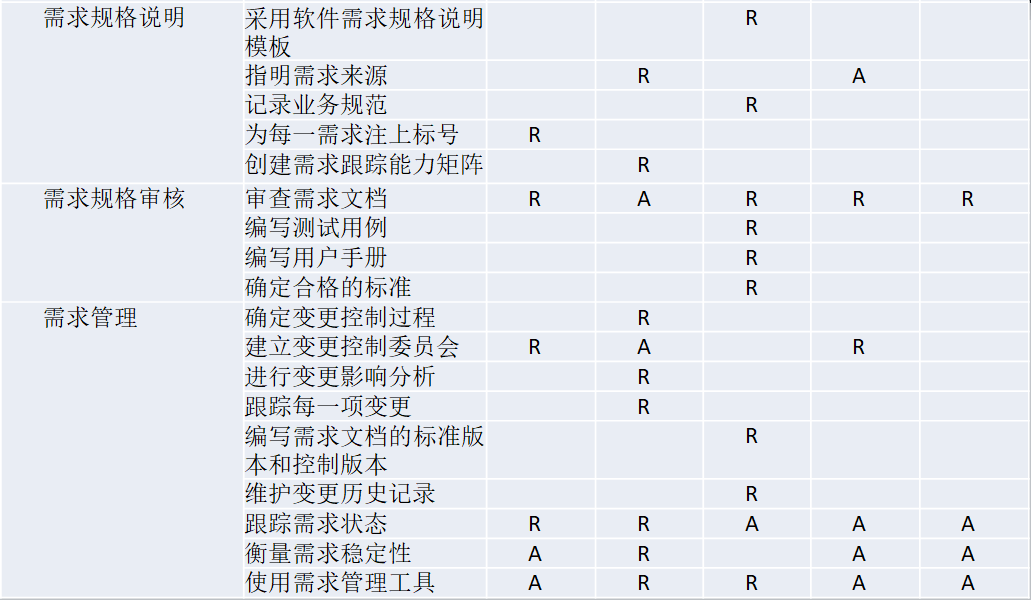 需求规格说明 采用软件需求规格说明 R
模板
指明需求来源 R A
记录业务规范 R
为每一需求注上标号 R
创建需求跟踪能力矩阵 R
需求规格审核 审查需求文档 R A R R R
编写测试用例 R
编写用户手册 R
确定合格的标准 R
需求管理 确定变更控制过程 R
建立变更控制委员会 R A R
进行变更影响分析 R
跟踪每一项变更 R
编写需求文档的标准版 R
本和控制版本
维护变更历史记录 R
跟踪需求状态 R R A A A
衡量需求稳定性 A R A A
使用需求管理工具 A R R A A